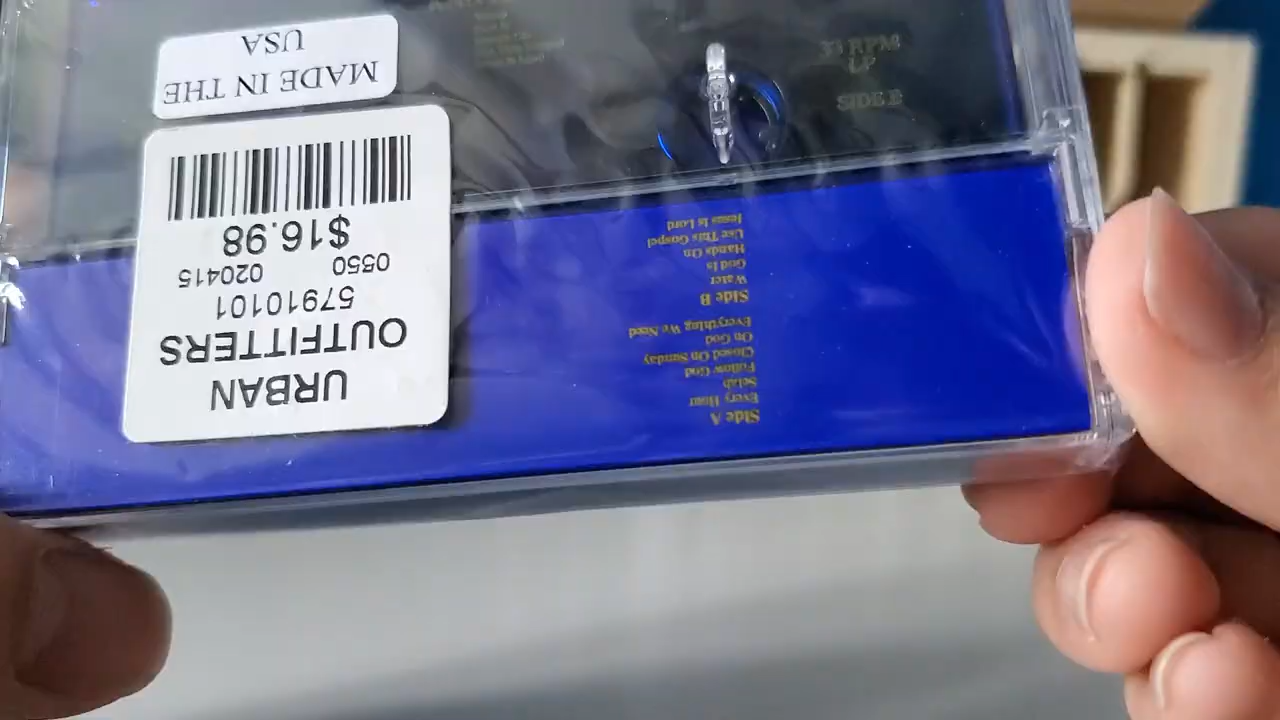 URBAN
OUTFITTERS
57910101
0550 020415
$16.98
MADE IN THE
USA
Side A
Every Hour
Selah
Follow God
Closed On Sunday
On God
Everything We Need
Side B
Water
God Is
Hands On
Use This Gospel
Jesus Is Lord
33 RPM
LP
SIDE B